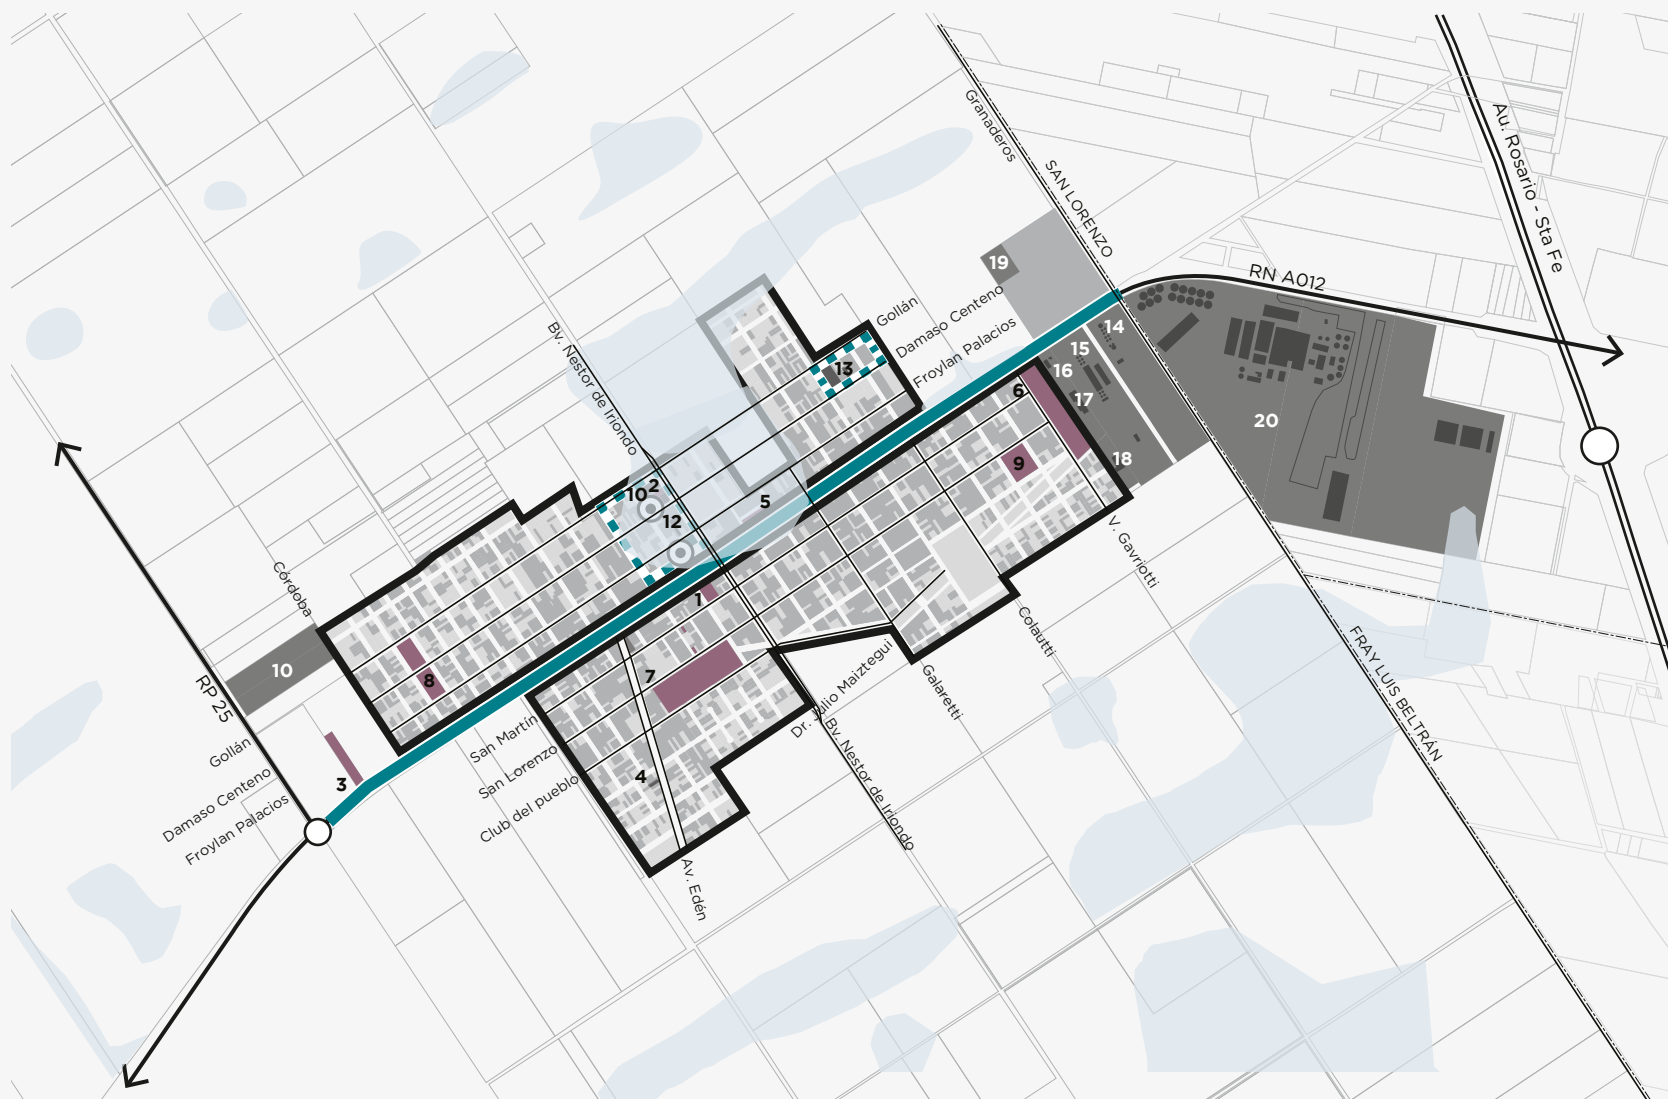 Granaderos
SAN LORENZO
Au. Rosario - Sta Fe
RN A012
19
Gollán
Damaso Centeno
Froylan Palacios
14
15
16
17
18
20
13
6
9
Bv. Nestor de Iriondo
10
2
12
5
1
Córdoba
10
8
7
4
3
RP 25
Gollán
Damaso Centeno
Froylan Palacios
San Martín
San Lorenzo
Club del pueblo
Av. Edén
Dr. Julio Maiztegui
Bv. Nestor de Iriondo
Galaretti
Colautti
V. Gavriotti
FRAY LUIS BELTRÁN